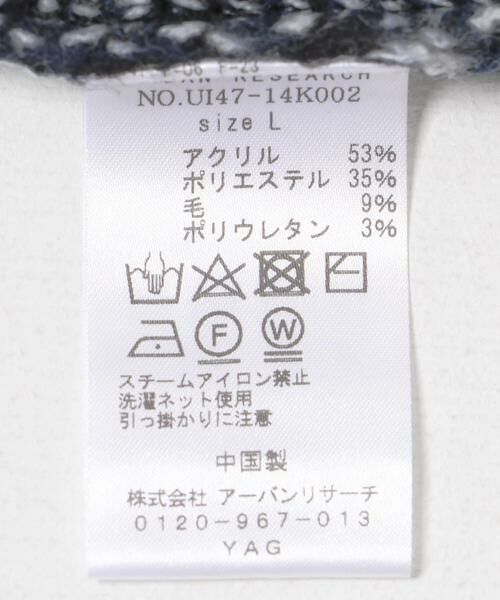 RESEARCH
NO.UI47-14K002
size L
アクリル 53%
ポリエステル 35%
毛 9%
ポリウレタン 3%
F W
スチームアイロン禁止
洗濯ネット使用
引っ掛かりに注意
中国製
株式会社 アーバンリサーチ
0120-967-013
YAG